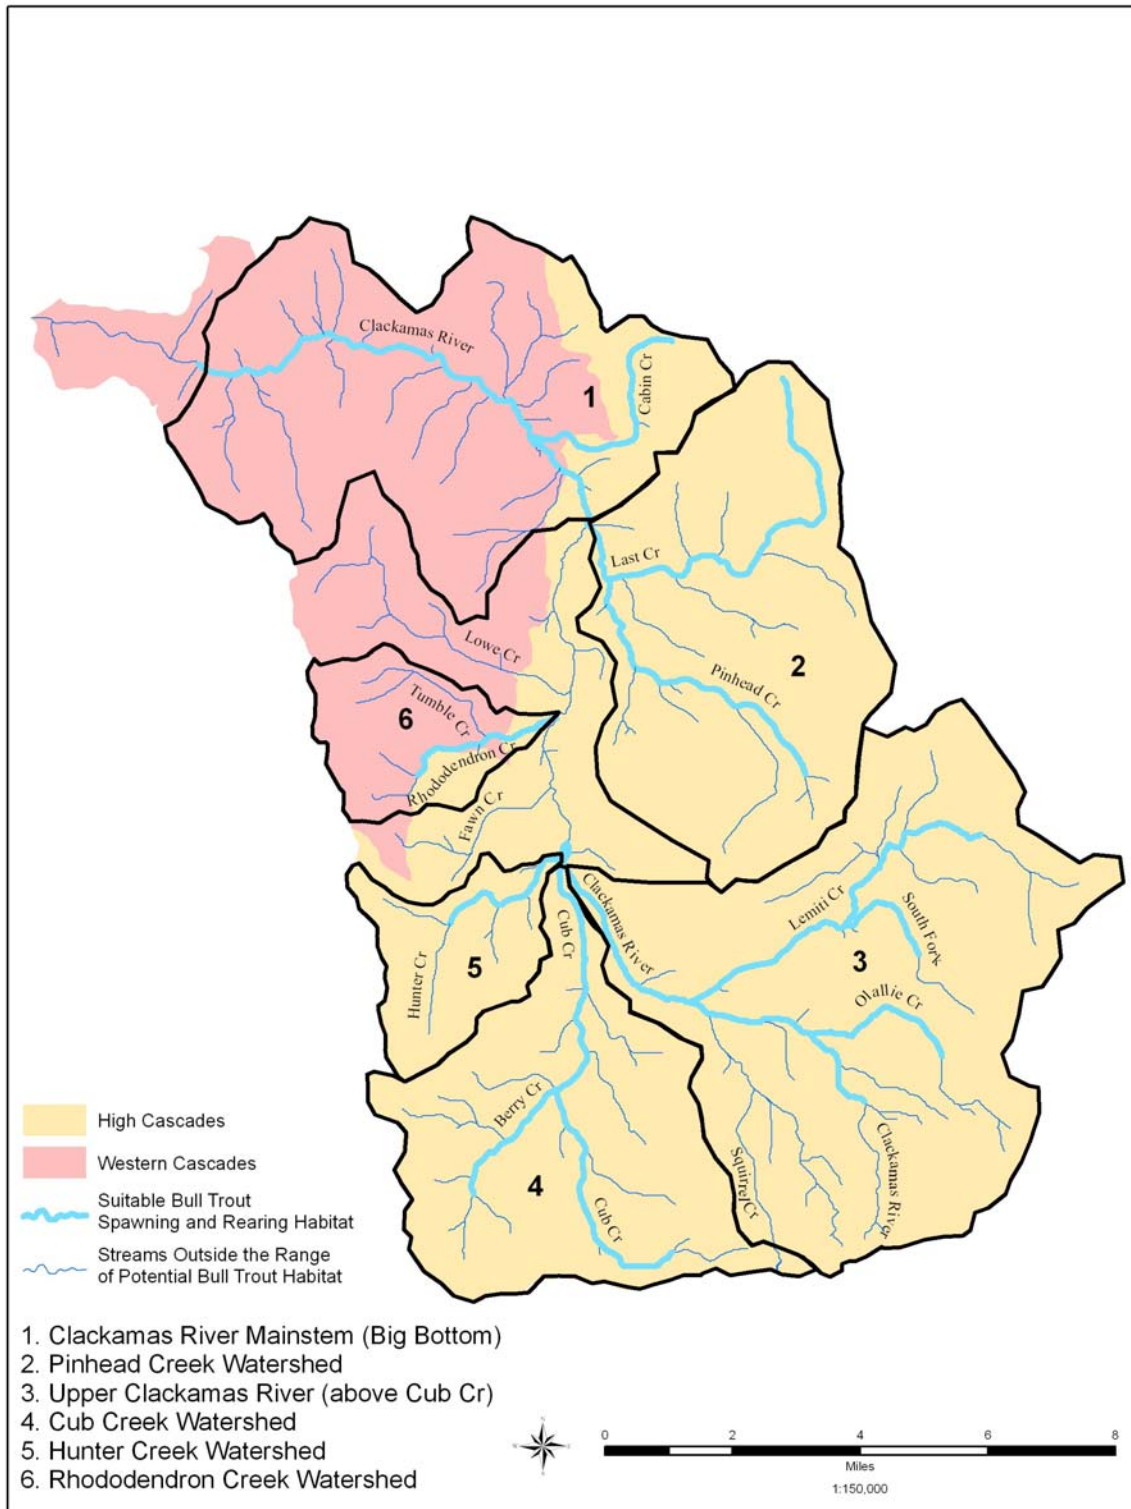 Clackamas River
1
Cabin Cr
Last Cr
2
Lowe Cr
Pinhead Cr
Tumble Cr
6
Rhododendron Cr
Fawn Cr
Clackamas River
Cub Cr
Lemiti Cr
South Fork
3
Hunter Cr
5
Olallie Cr
Berry Cr
4
Cub Cr
Squirrel Cr
Clackamas River
High Cascades
Western Cascades
Suitable Bull Trout
Spawning and Rearing Habitat
Streams Outside the Range
of Potential Bull Trout Habitat
1. Clackamas River Mainstem (Big Bottom)
2. Pinhead Creek Watershed
3. Upper Clackamas River (above Cub Cr)
4. Cub Creek Watershed
5. Hunter Creek Watershed
6. Rhododendron Creek Watershed
0 2 4 6 8
Miles
1:150,000